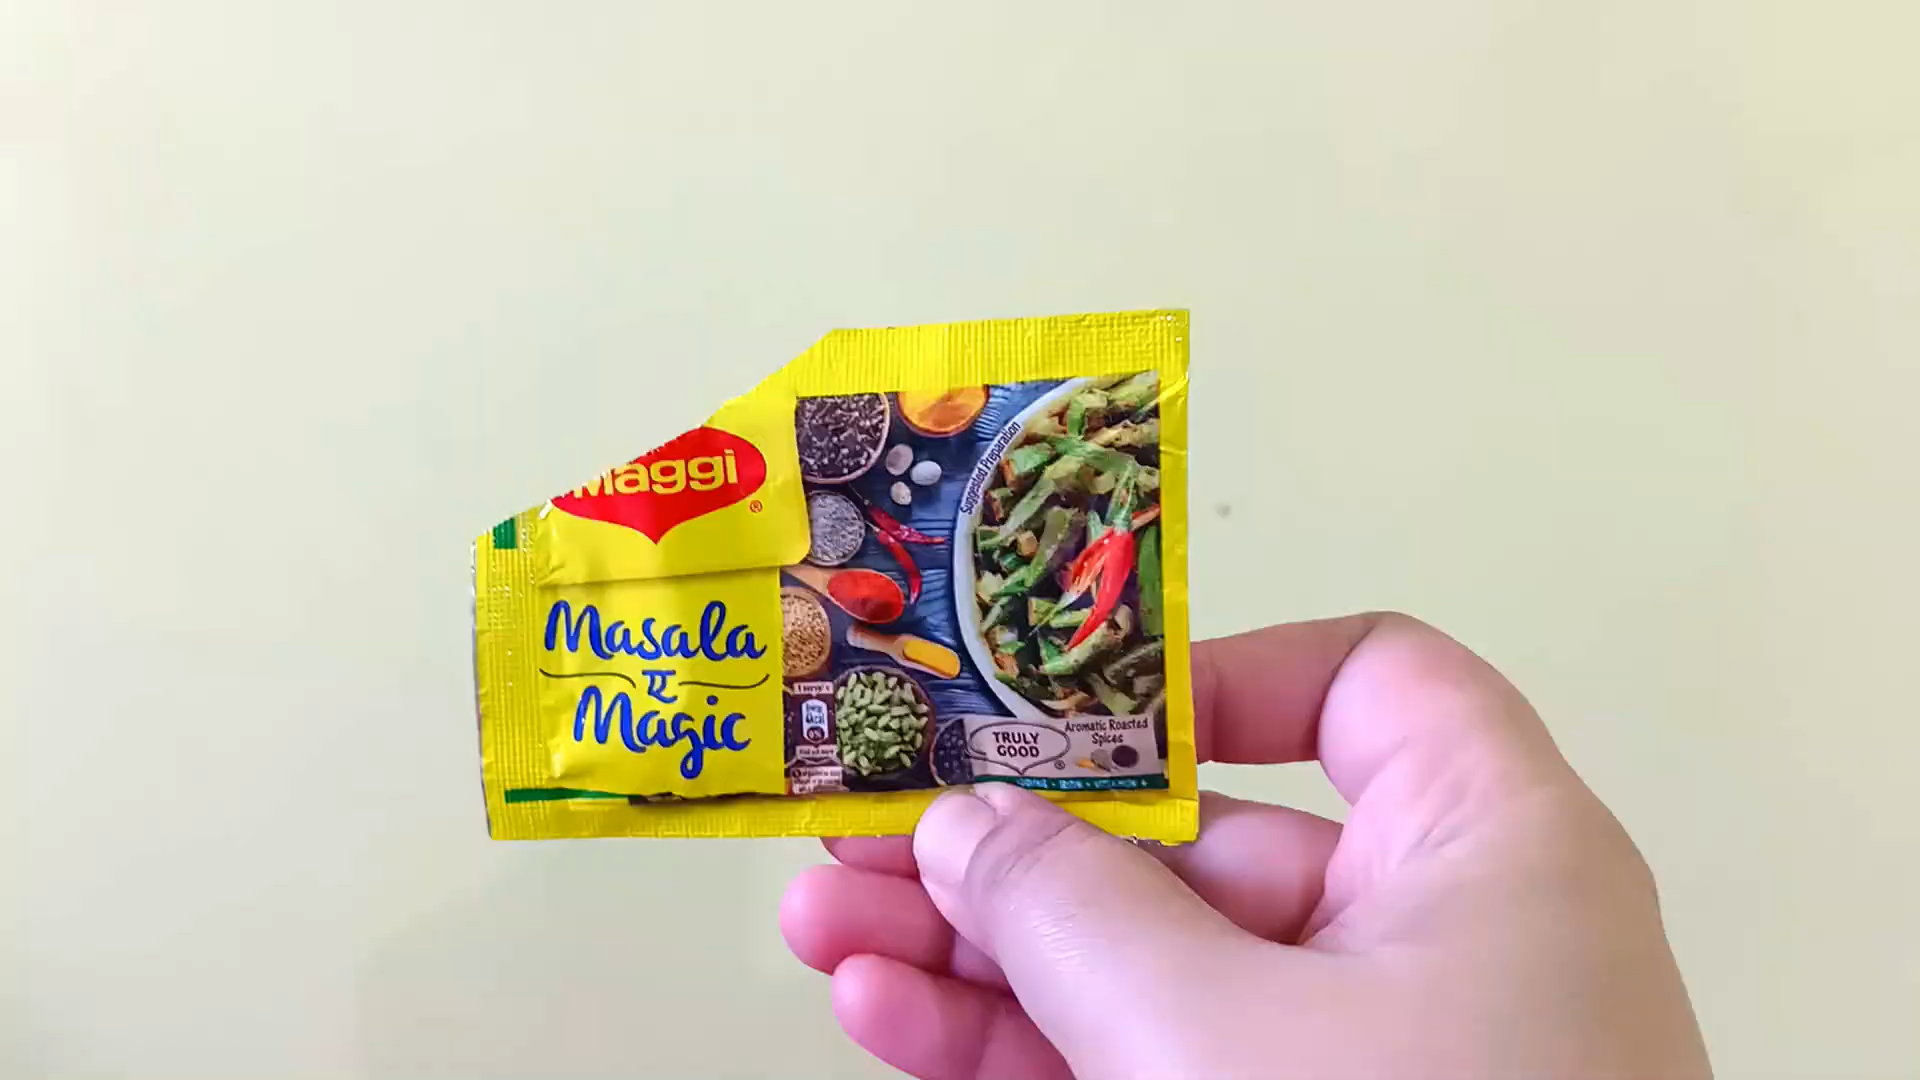 Maggi
®
Masala
ए
Magic
Suggested Preparation
TRULY
GOOD
®
Aromatic Roasted
Spices